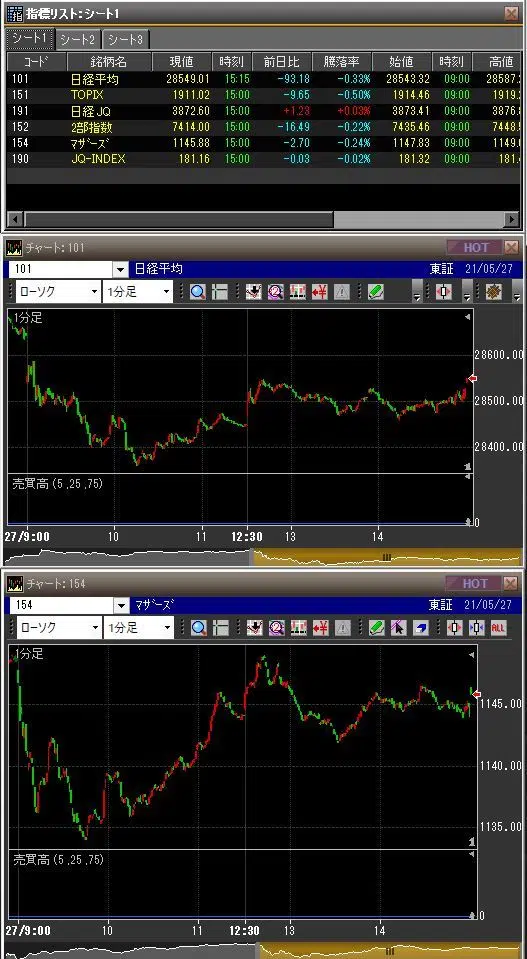 指標リスト:シート1
シート1 シート2 シート3
コード 銘柄名 現値 時刻 前日比 騰落率 始値 時刻 高値
101 日経平均 28549.01 15:15 -93.18 -0.33% 28543.32 09:00 28587.
151 TOPIX 1911.02 15:00 -9.65 -0.50% 1914.46 09:00 1919.
191 日経JQ 3872.60 15:00 +1.23 +0.03% 3873.41 09:00 3876.
152 2部指数 7414.00 15:00 -16.49 -0.22% 7435.46 09:00 7448.
154 マザーズ 1145.88 15:00 -2.70 -0.24% 1147.83 09:00 1149.
190 JQ-INDEX 181.16 15:00 -0.03 -0.02% 181.32 09:00 181.
チャート: 101 HOT
101 日経平均 東証 21/05/27
ローソク 1分足
1分足
28600.00
28500.00
28400.00
売買高 (5 ,25 ,75)
0
27/9:00 10 11 12:30 13 14
チャート: 154 HOT
154 マザーズ 東証 21/05/27
ローソク 1分足 ALL
1分足
1145.00
1140.00
1135.00
売買高 (5 ,25 ,75)
0
27/9:00 10 11 12:30 13 14